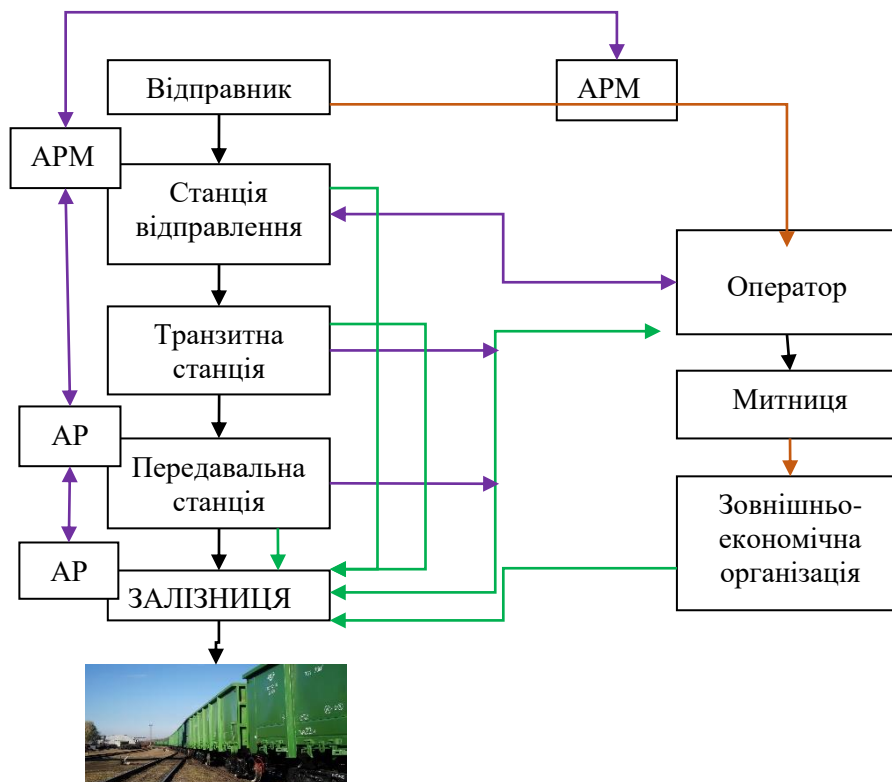 Відправник
АРМ
АРМ
Станція
відправлення
Оператор
Транзитна
станція
Митниця
АР
Передавальна
станція
Зовнішньо-
економічна
організація
АР
ЗАЛІЗНИЦЯ